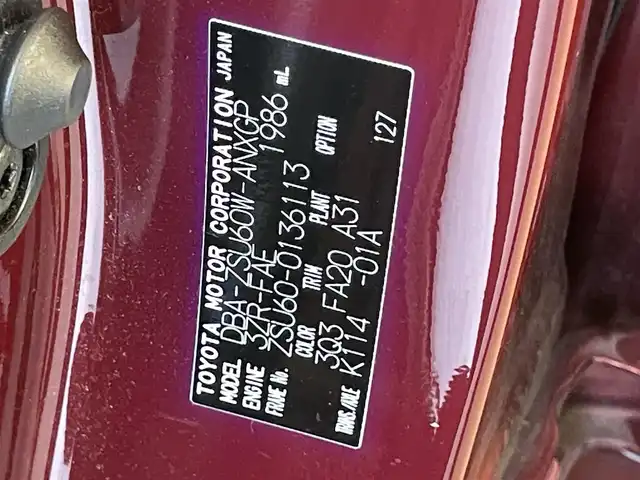 TOYOTA MOTOR CORPORATION JAPAN
MODEL DBA-ZSU60W-ANXGP
ENGINE 3ZR-FAE 1986 mL
FRAME No. ZSU60-0136113
COLOR TRIM PLANT OPTION
3Q3 FA20 A31
TRANS./AXLE K114 -01A 127